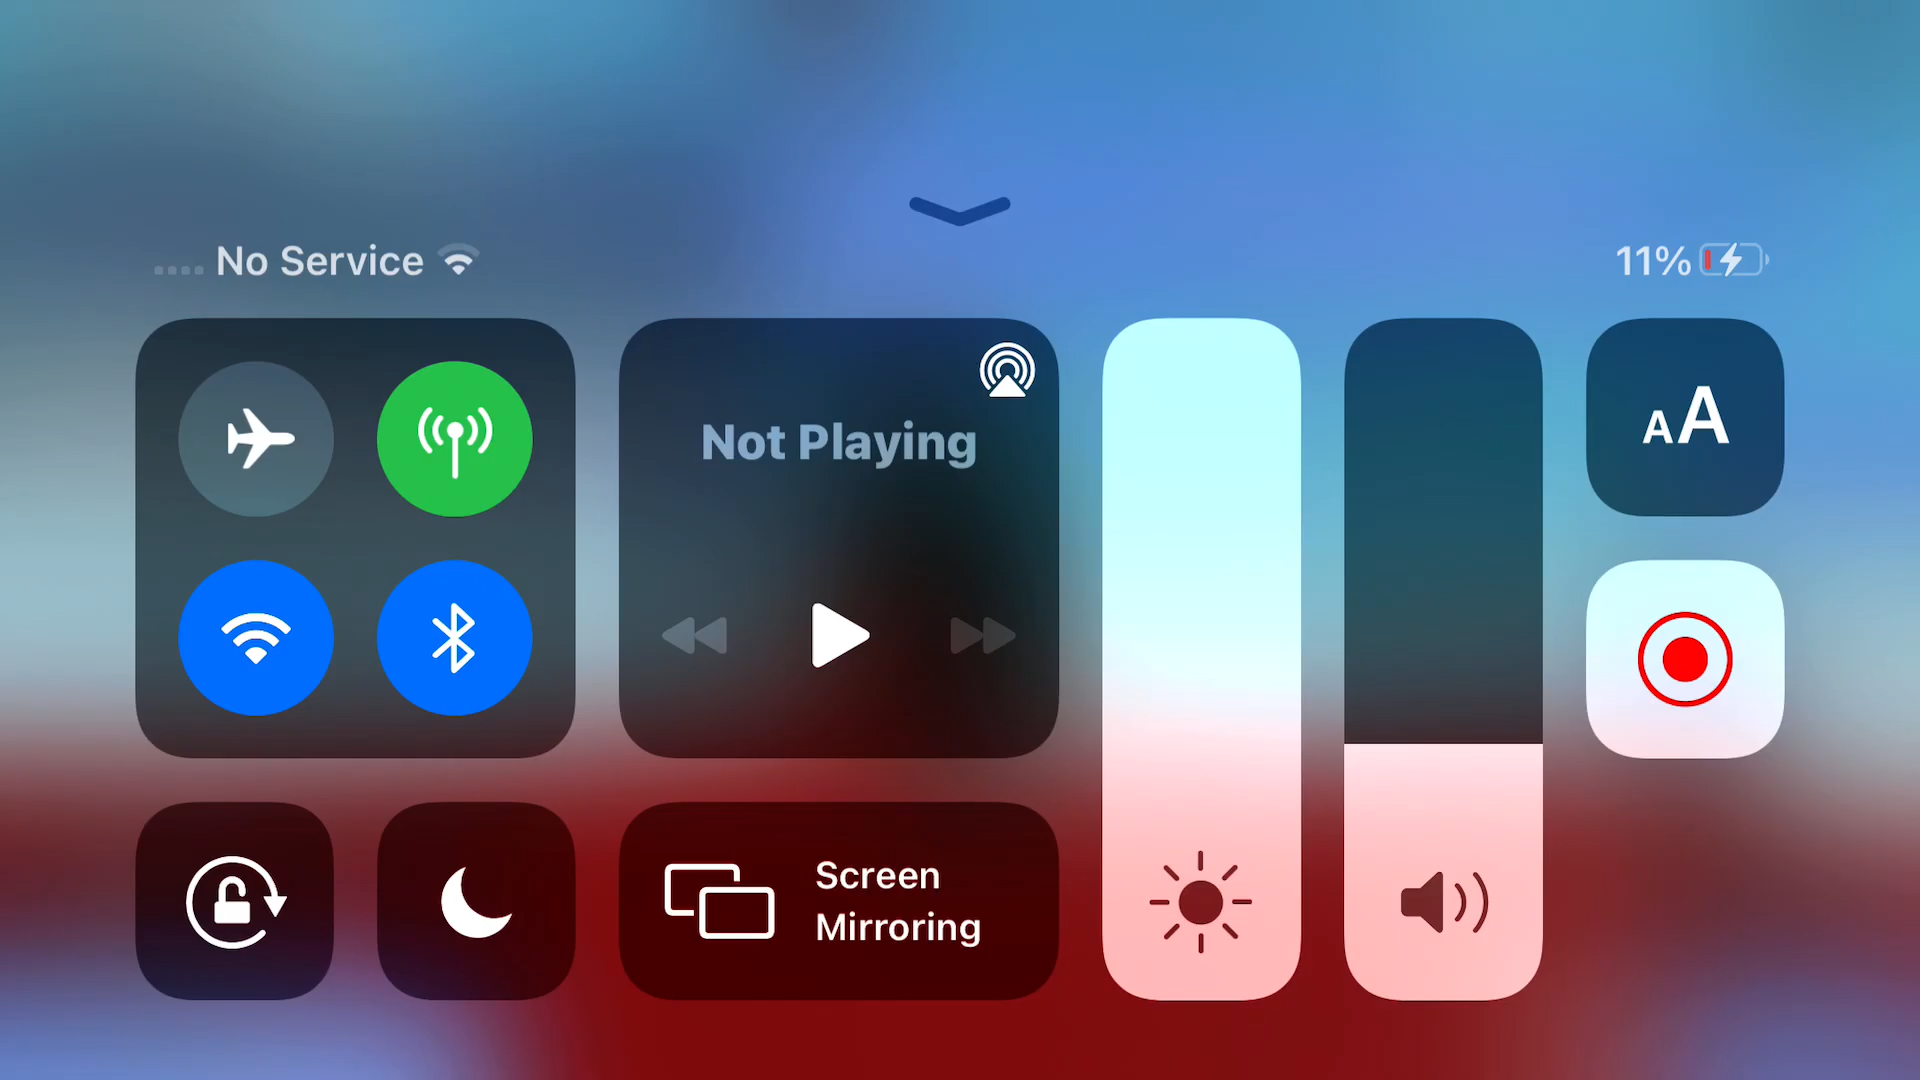 No Service
11%
Not Playing
AA
Screen
Mirroring